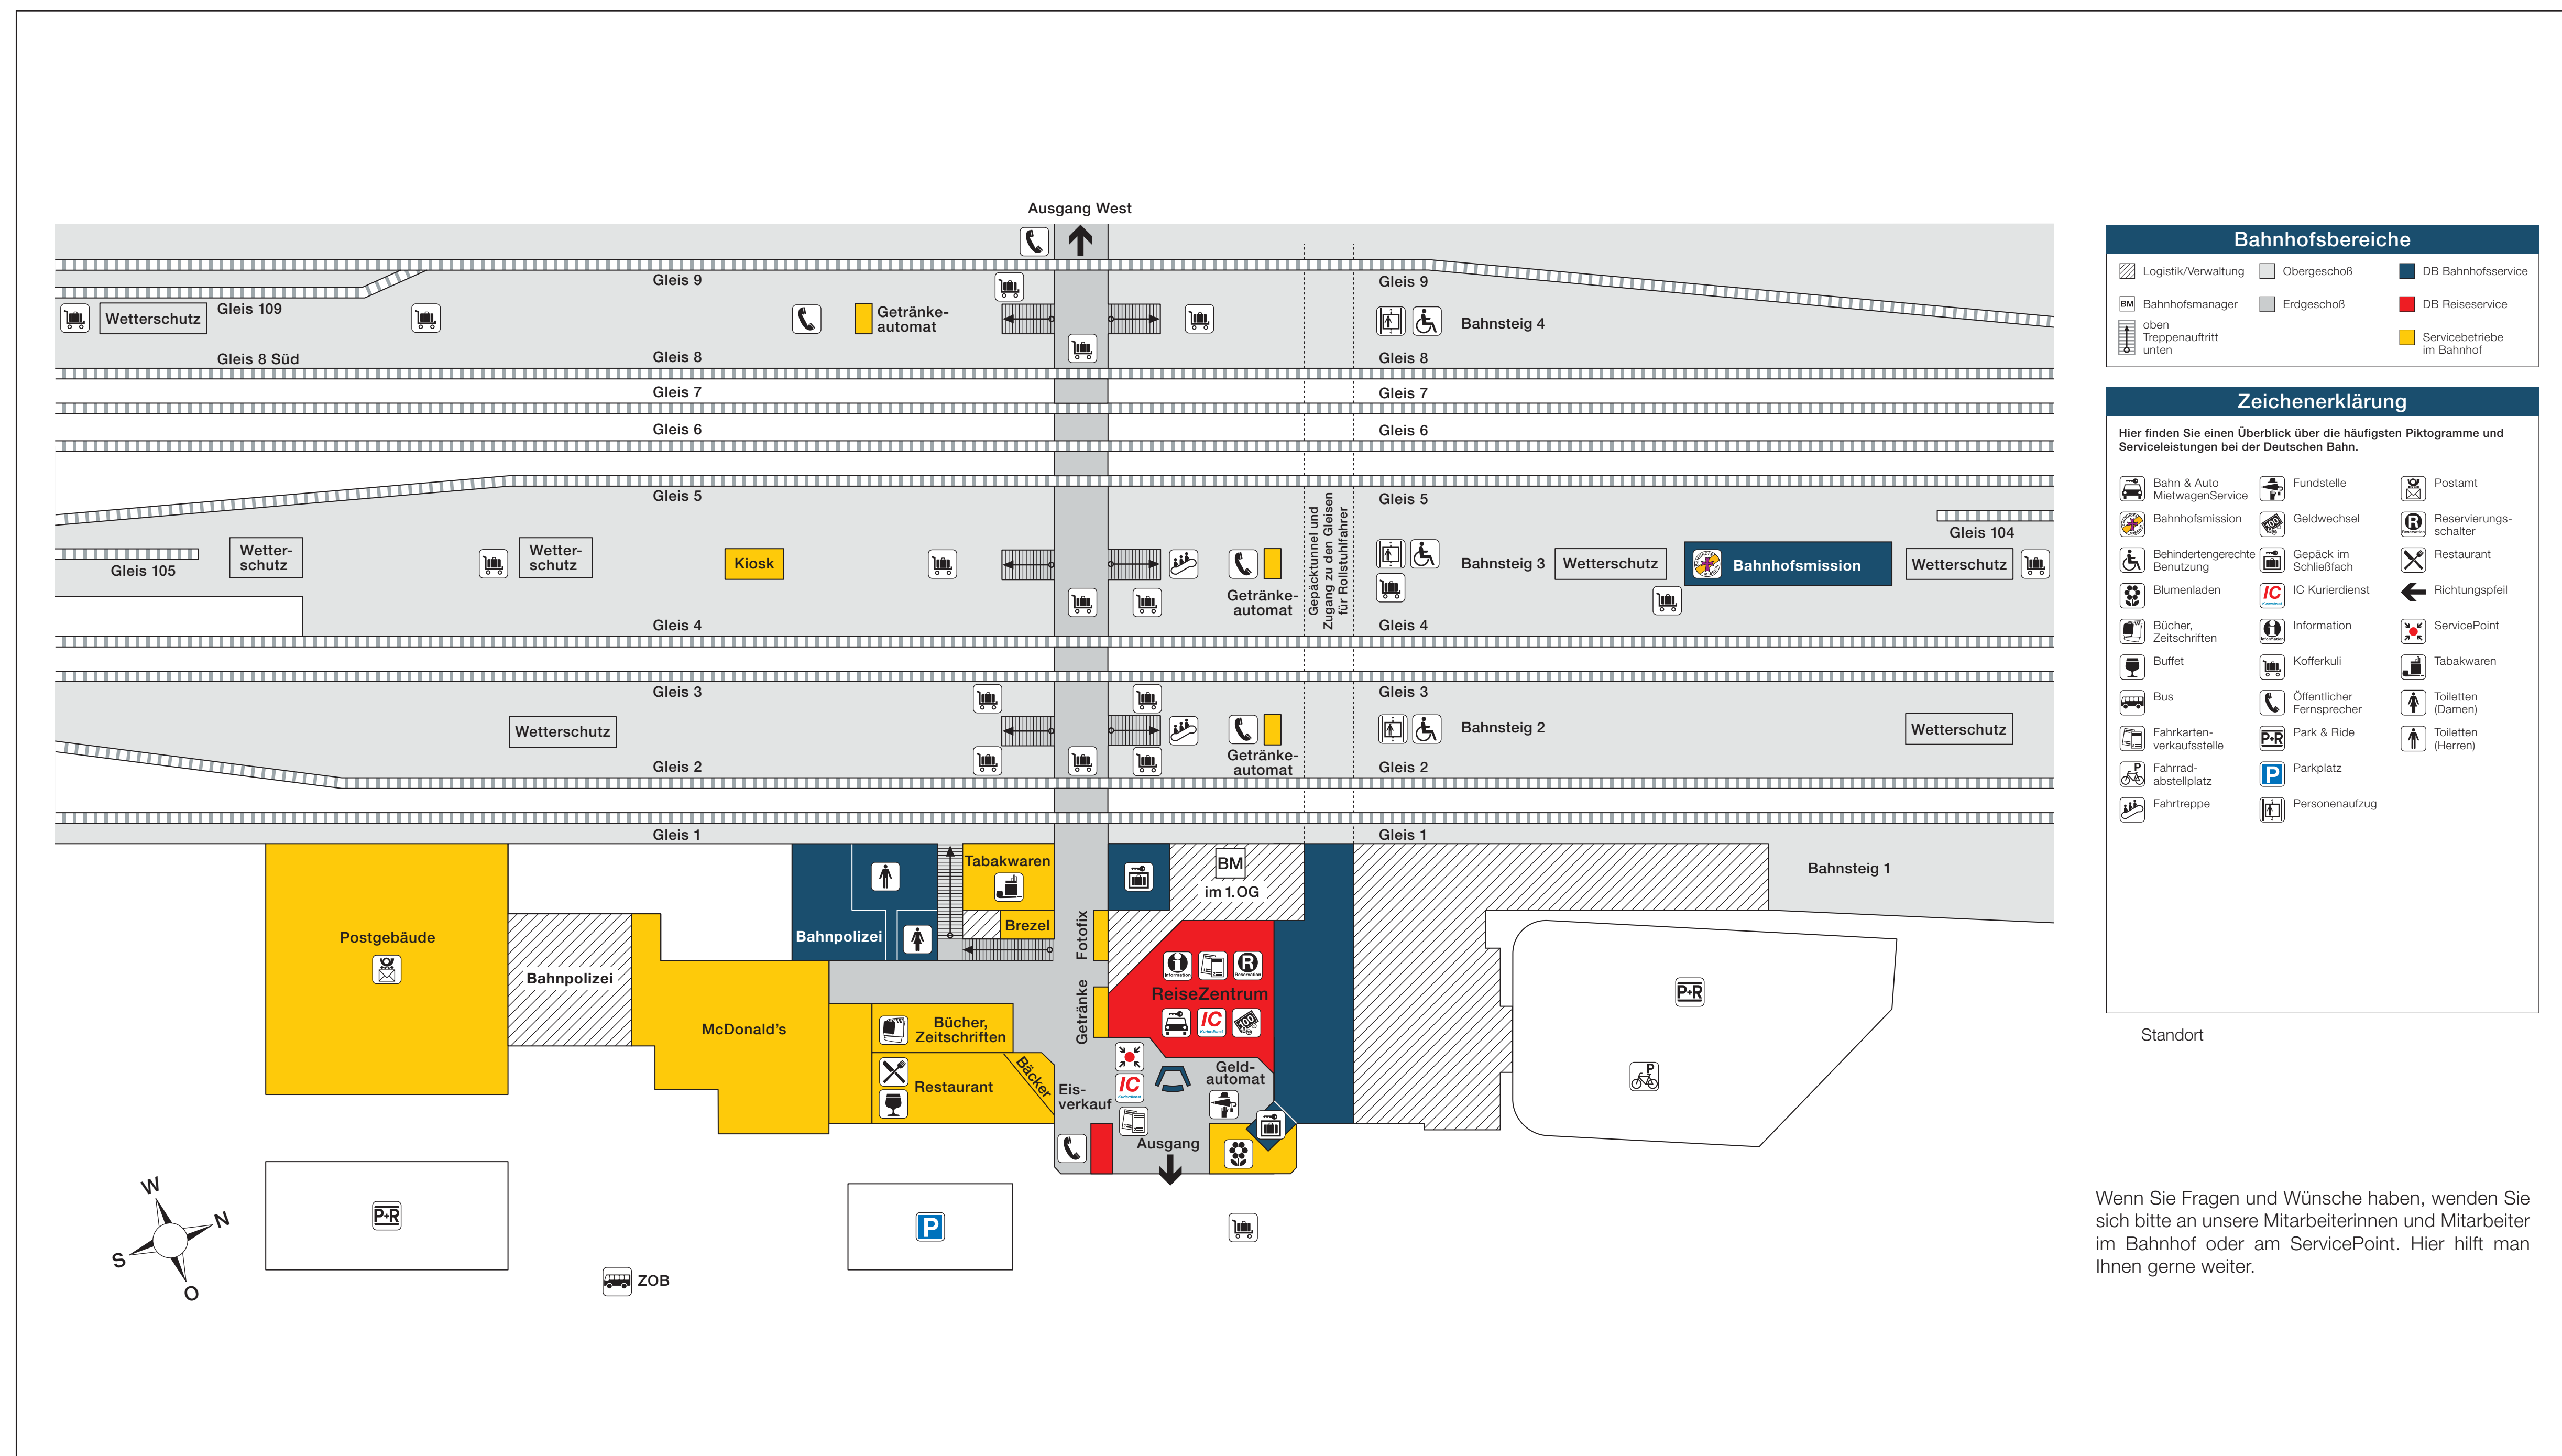 Ausgang West
Gleis 9
Gleis 9
Gleis 109
Wetterschutz
Getränke-
automat
Bahnsteig 4
Gleis 8 Süd
Gleis 8
Gleis 8
Gleis 7
Gleis 7
Gleis 6
Gleis 6
Gleis 5
Gleis 5
Gepäcktunnel und
Zugang zu den Gleisen
für Rollstuhlfahrer
Gleis 104
Gleis 105
Wetter-
schutz
Wetter-
schutz
Kiosk
Getränke-
automat
Bahnsteig 3
Wetterschutz
Bahnhofsmission
Wetterschutz
Gleis 4
Gleis 4
Gleis 3
Gleis 3
Wetterschutz
Getränke-
automat
Bahnsteig 2
Wetterschutz
Gleis 2
Gleis 2
Gleis 1
Gleis 1
Bahnsteig 1
Postgebäude
Bahnpolizei
McDonald's
Bahnpolizei
Tabakwaren
Brezel
Fotofix
Getränke
BM
im 1. OG
Information
Reservation
ReiseZentrum
IC
Kurierdienst
Bücher,
Zeitschriften
Restaurant
Bäcker
Eis-
verkauf
IC
Kurierdienst
Geld-
automat
Ausgang
P+R
P
P+R
P
ZOB
W
N
S
O
Bahnhofsbereiche
Logistik/Verwaltung
Obergeschoß
DB Bahnhofsservice
BM
Bahnhofsmanager
Erdgeschoß
DB Reiseservice
oben
Treppenauftritt
unten
Servicebetriebe
im Bahnhof
Zeichenerklärung
Hier finden Sie einen Überblick über die häufigsten Piktogramme und
Serviceleistungen bei der Deutschen Bahn.
Bahn & Auto
MietwagenService
Fundstelle
Postamt
Bahnhofsmission
Geldwechsel
Reservierungs-
schalter
Behindertengerechte
Benutzung
Gepäck im
Schließfach
Restaurant
Blumenladen
IC
Kurierdienst
IC Kurierdienst
Richtungspfeil
Bücher,
Zeitschriften
Information
ServicePoint
Buffet
Kofferkuli
Tabakwaren
Bus
Öffentlicher
Fernsprecher
Toiletten
(Damen)
Fahrkarten-
verkaufsstelle
P+R
Park & Ride
Toiletten
(Herren)
Fahrrad-
abstellplatz
P
Parkplatz
Fahrtreppe
Personenaufzug
Standort
Wenn Sie Fragen und Wünsche haben, wenden Sie
sich bitte an unsere Mitarbeiterinnen und Mitarbeiter
im Bahnhof oder am ServicePoint. Hier hilft man
Ihnen gerne weiter.